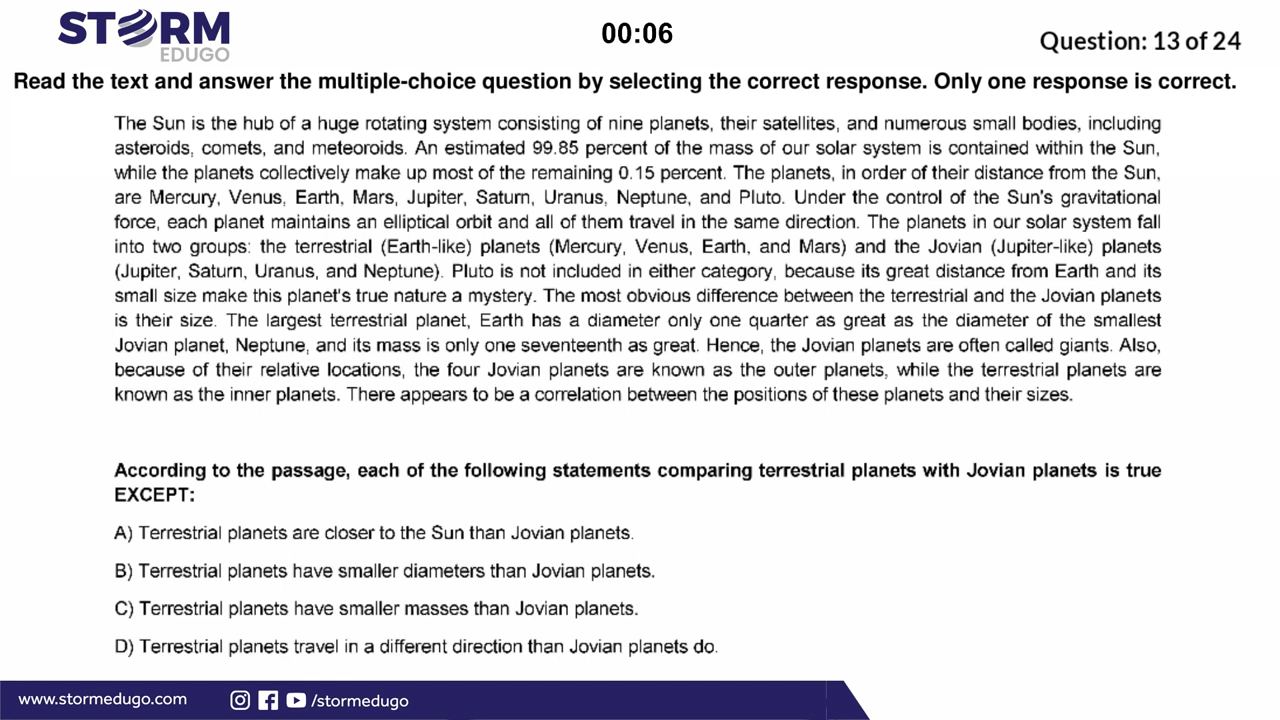 STORM
EDUGO
00:06
Question: 13 of 24
Read the text and answer the multiple-choice question by selecting the correct response. Only one response is correct.
The Sun is the hub of a huge rotating system consisting of nine planets, their satellites, and numerous small bodies, including
asteroids, comets, and meteoroids. An estimated 99.85 percent of the mass of our solar system is contained within the Sun,
while the planets collectively make up most of the remaining 0.15 percent. The planets, in order of their distance from the Sun,
are Mercury, Venus, Earth, Mars, Jupiter, Saturn, Uranus, Neptune, and Pluto. Under the control of the Sun's gravitational
force, each planet maintains an elliptical orbit and all of them travel in the same direction. The planets in our solar system fall
into two groups: the terrestrial (Earth-like) planets (Mercury, Venus, Earth, and Mars) and the Jovian (Jupiter-like) planets
(Jupiter, Saturn, Uranus, and Neptune). Pluto is not included in either category, because its great distance from Earth and its
small size make this planet's true nature a mystery. The most obvious difference between the terrestrial and the Jovian planets
is their size. The largest terrestrial planet, Earth has a diameter only one quarter as great as the diameter of the smallest
Jovian planet, Neptune, and its mass is only one seventeenth as great. Hence, the Jovian planets are often called giants. Also,
because of their relative locations, the four Jovian planets are known as the outer planets, while the terrestrial planets are
known as the inner planets. There appears to be a correlation between the positions of these planets and their sizes.
According to the passage, each of the following statements comparing terrestrial planets with Jovian planets is true
EXCEPT:
A) Terrestrial planets are closer to the Sun than Jovian planets.
B) Terrestrial planets have smaller diameters than Jovian planets.
C) Terrestrial planets have smaller masses than Jovian planets.
D) Terrestrial planets travel in a different direction than Jovian planets do.
www.stormedugo.com
/stormedugo